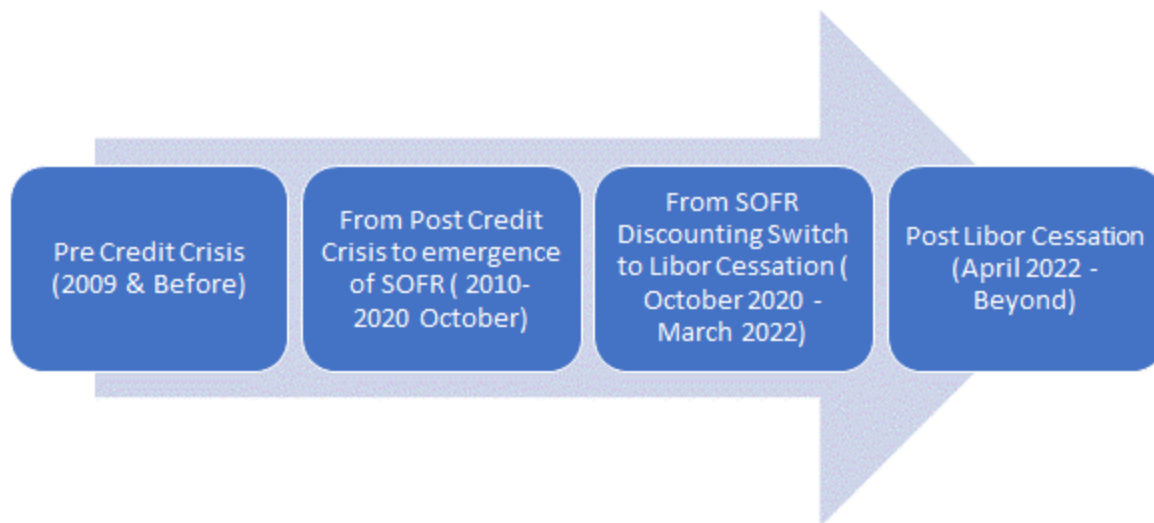 Pre Credit Crisis
(2009 & Before)
From Post Credit
Crisis to emergence
of SOFR ( 2010-
2020 October)
From SOFR
Discounting Switch
to Libor Cessation (
October 2020 -
March 2022)
Post Libor Cessation
(April 2022 -
Beyond)